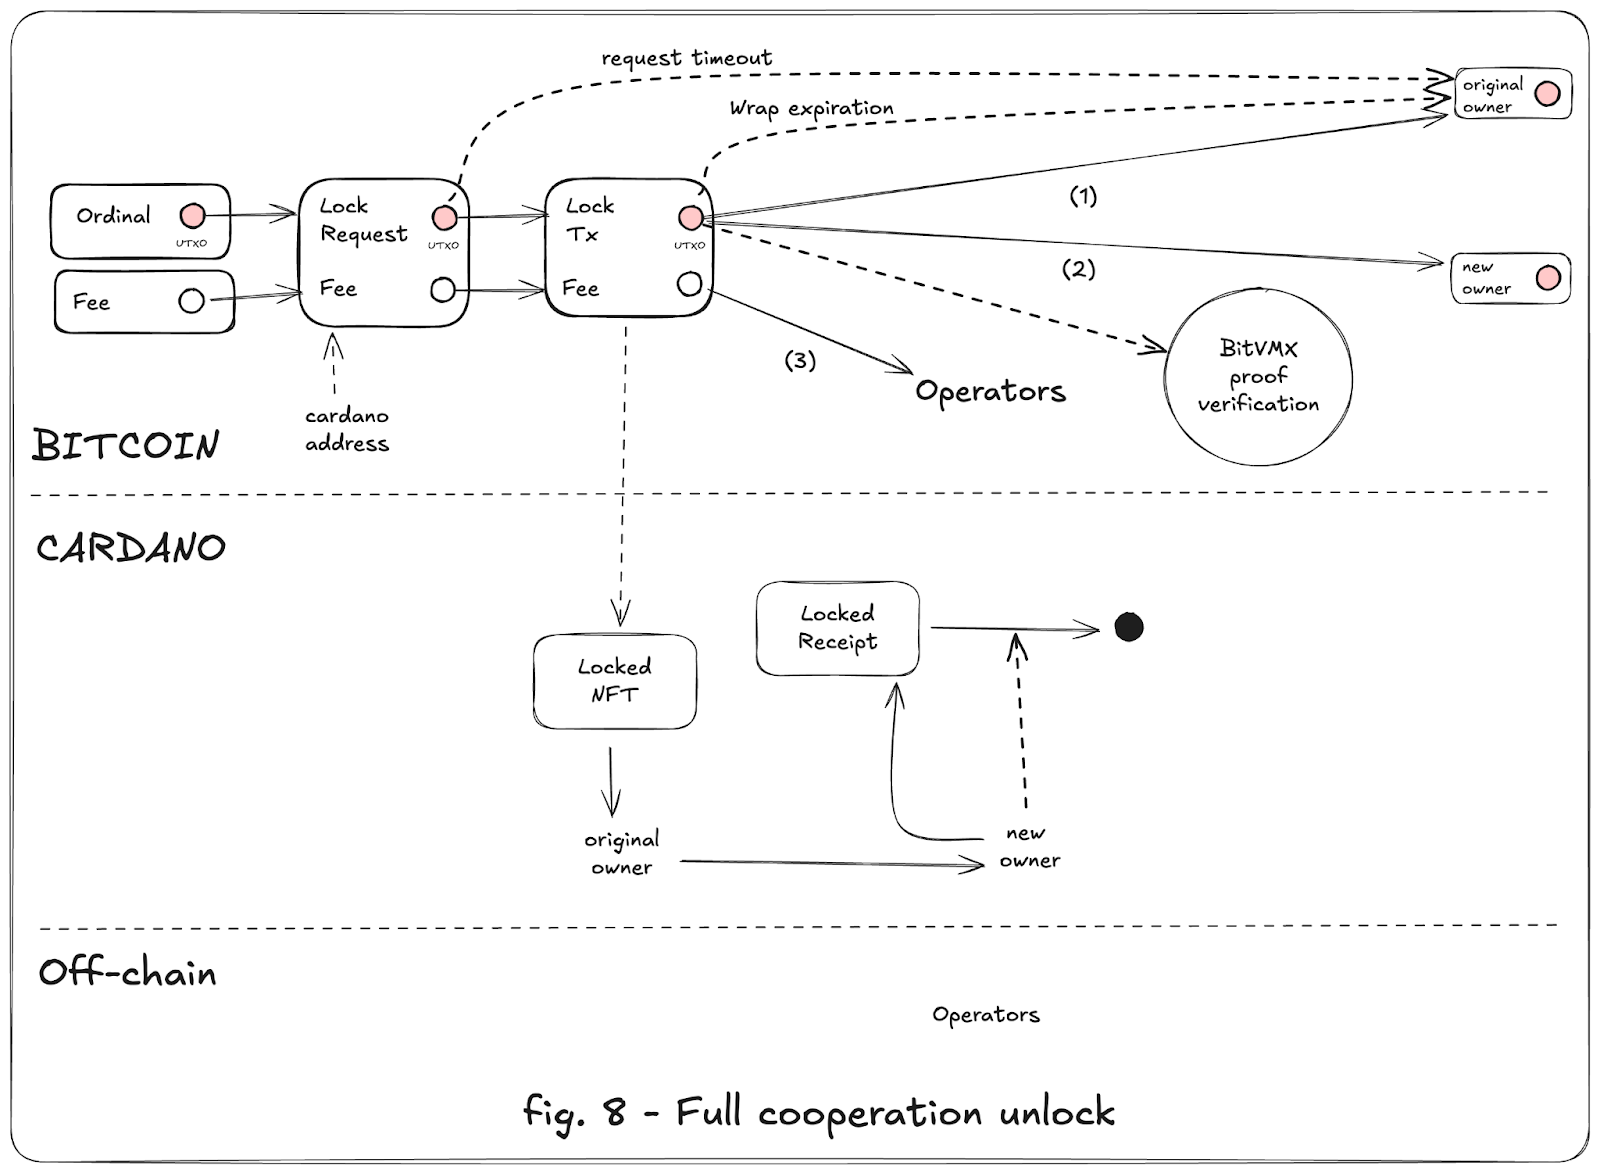 request timeout
Wrap expiration
original
owner
Ordinal
UTXO
Fee
Lock
Request
UTXO
Fee
Lock
Tx
UTXO
Fee
(1)
(2)
(3)
new
owner
Operators
BitVMX
proof
verification
cardano
address
BITCOIN
CARDANO
Locked
NFT
Locked
Receipt
original
owner
new
owner
Off-chain
Operators
fig. 8 - Full cooperation unlock